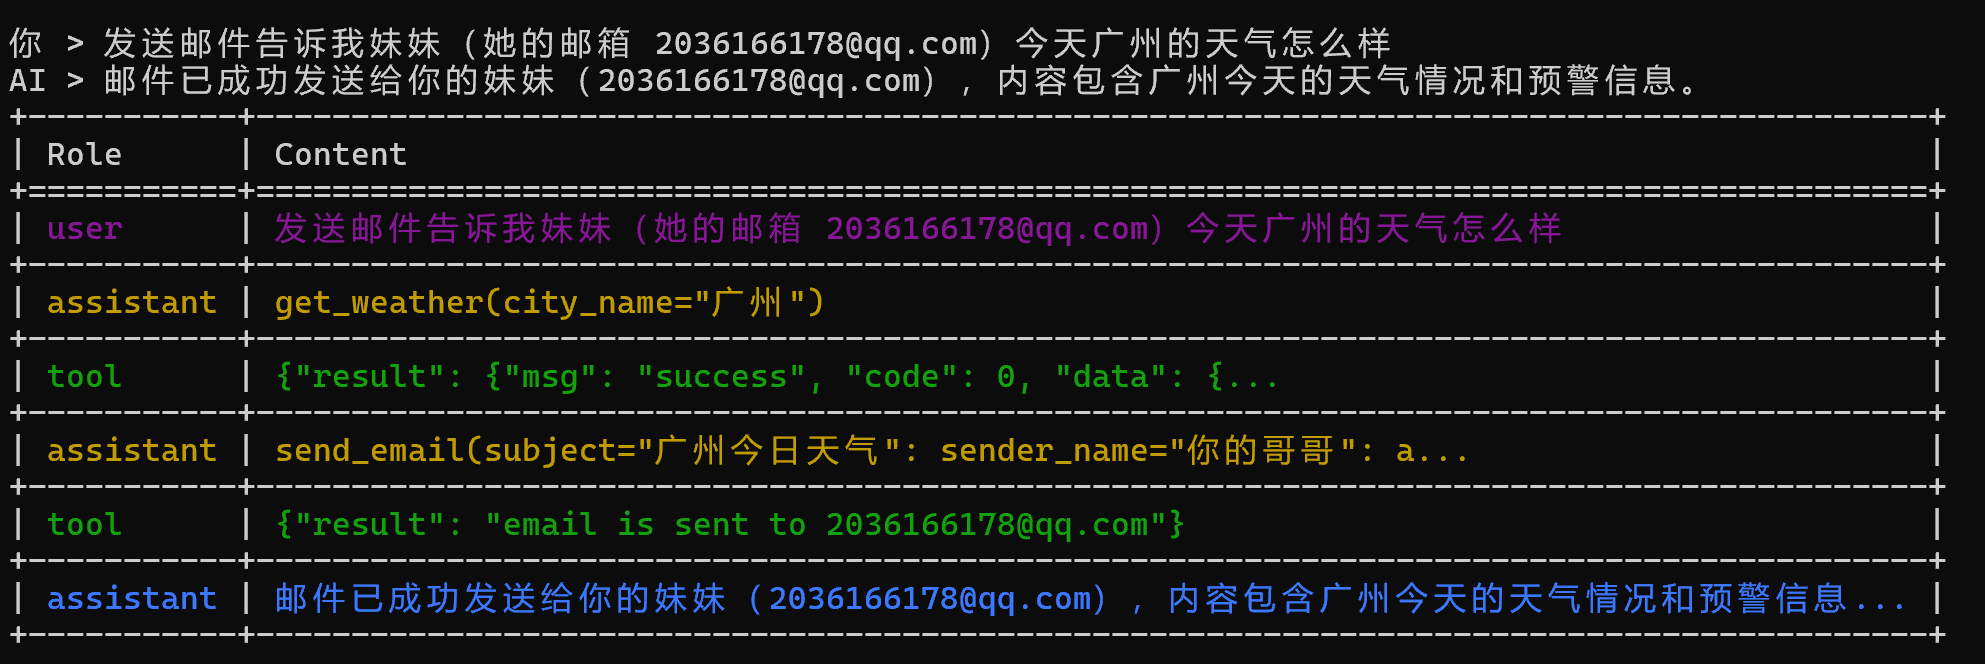 你 > 发送邮件告诉我妹妹（她的邮箱 2036166178@qq.com）今天广州的天气怎么样
AI > 邮件已成功发送给你的妹妹（2036166178@qq.com），内容包含广州今天的天气情况和预警信息。
Role | Content
user | 发送邮件告诉我妹妹（她的邮箱 2036166178@qq.com）今天广州的天气怎么样
assistant | get_weather(city_name="广州")
tool | {"result": {"msg": "success", "code": 0, "data": {...
assistant | send_email(subject="广州今日天气": sender_name="你的哥哥": a...
tool | {"result": "email is sent to 2036166178@qq.com"}
assistant | 邮件已成功发送给你的妹妹（2036166178@qq.com），内容包含广州今天的天气情况和预警信息...